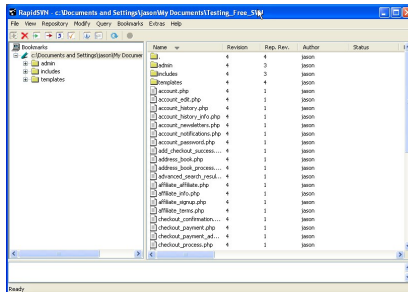 RapidSVN - c:\Documents and Settings\jason\My Documents\Testing_Free_S\
File View Repository Modify Query Bookmarks Extras Help
Bookmarks
c:\Documents and Settings\jason\My Docume
admin
includes
templates
Name Revision Rep. Rev. Author Status
. 4 4 jason
admin 4 3 jason
includes 4 3 jason
templates 4 4 jason
account.php 4 1 jason
account_edit.php 4 1 jason
account_history.php 4 1 jason
account_history_info.php 4 1 jason
account_newsletters.php 4 1 jason
account_notifications.php 4 1 jason
account_password.php 4 1 jason
add_checkout_success.... 4 1 jason
address_book.php 4 1 jason
address_book_process.... 4 1 jason
advanced_search_resul... 4 1 jason
affiliate_affiliate.php 4 1 jason
affiliate_info.php 4 1 jason
affiliate_signup.php 4 1 jason
affiliate_terms.php 4 1 jason
checkout_confirmation.... 4 1 jason
checkout_payment.php 4 1 jason
checkout_payment_ad... 4 1 jason
checkout_process.php 4 1 jason
Ready